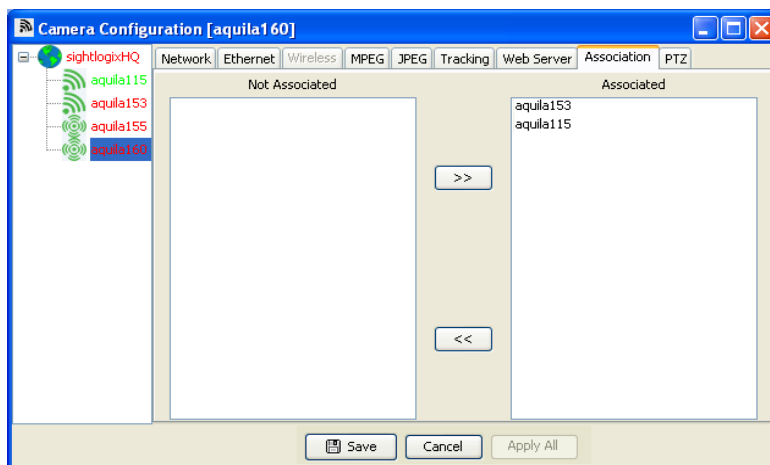 Camera Configuration [aquila160]
sightlogixHQ
aquila115
aquila153
aquila155
aquila160
Network Ethernet Wireless MPEG JPEG Tracking Web Server Association PTZ
Not Associated
Associated
aquila153
aquila115
>>
<<
Save Cancel Apply All